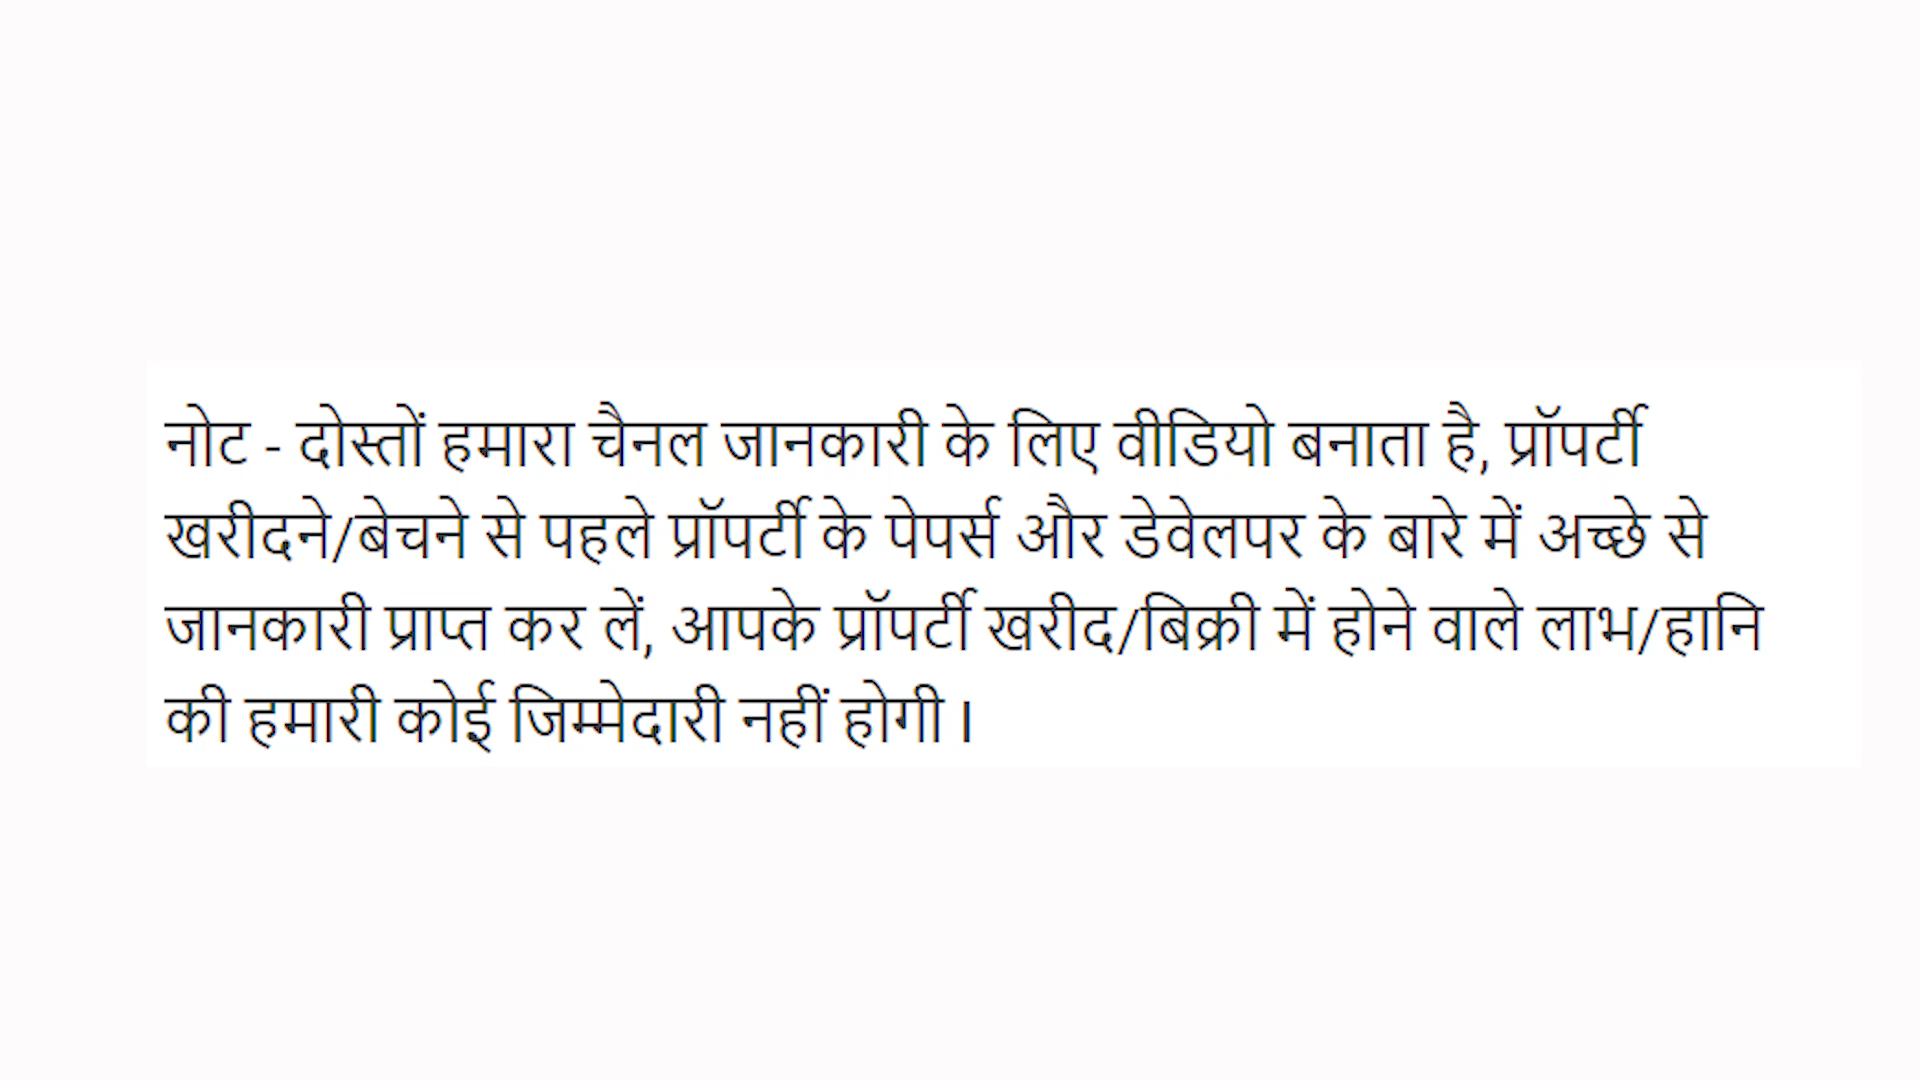 नोट - दोस्तों हमारा चैनल जानकारी के लिए वीडियो बनाता है, प्रॉपर्टी
खरीदने/बेचने से पहले प्रॉपर्टी के पेपर्स और डेवेलपर के बारे में अच्छे से
जानकारी प्राप्त कर लें, आपके प्रॉपर्टी खरीद/बिक्री में होने वाले लाभ/हानि
की हमारी कोई जिम्मेदारी नहीं होगी ।